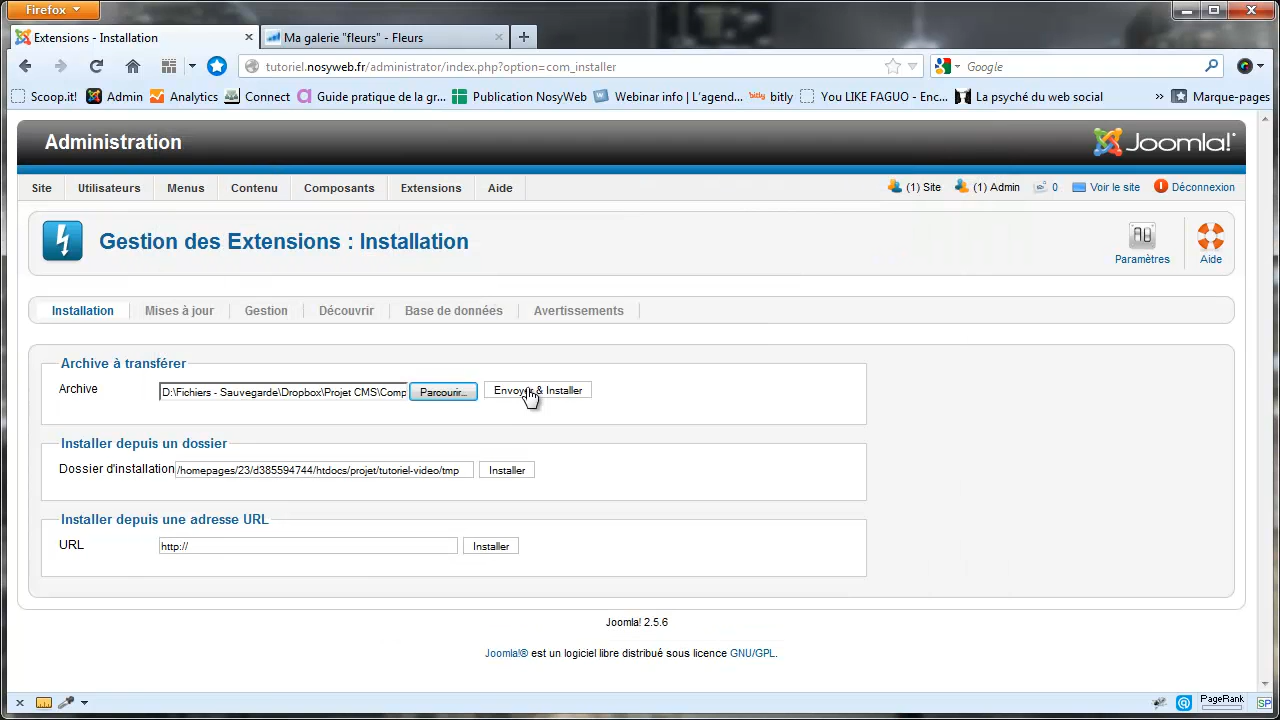 Firefox
Extensions - Installation
Ma galerie "fleurs" - Fleurs
tutoriel.nosyweb.fr/administrator/index.php?option=com_installer
Google
Scoop.it!
Admin
Analytics
Connect
Guide pratique de la gr...
Publication NosyWeb
Webinar info | L'agend...
bitly
You LIKE FAGUO - Enc...
La psyché du web social
»
Marque-pages
Administration
Joomla!
Site
Utilisateurs
Menus
Contenu
Composants
Extensions
Aide
(1) Site
(1) Admin
0
Voir le site
Déconnexion
Gestion des Extensions : Installation
Paramètres
Aide
Installation
Mises à jour
Gestion
Découvrir
Base de données
Avertissements
Archive à transférer
Archive
D:\Fichiers - Sauvegarde\Dropbox\Projet CMS\Comp
Parcourir...
Envoyer & Installer
Installer depuis un dossier
Dossier d'installation
/homepages/23/d385594744/htdocs/projet/tutoriel-video/tmp
Installer
Installer depuis une adresse URL
URL
http://
Installer
Joomla! 2.5.6
Joomla!® est un logiciel libre distribué sous licence GNU/GPL.
PageRank
SP